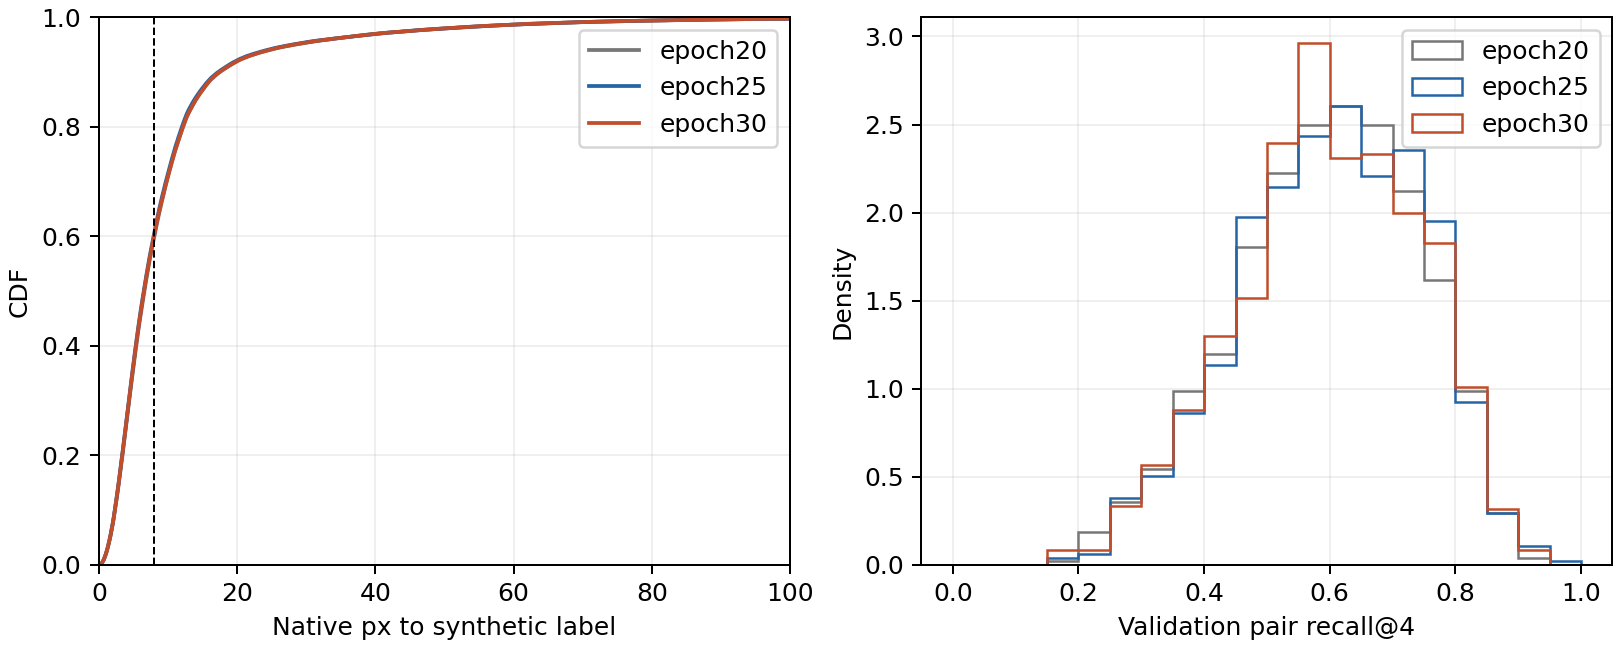 1.0
0.8
0.6
0.4
0.2
0.0
CDF
0 20 40 60 80 100
Native px to synthetic label
epoch20
epoch25
epoch30
3.0
2.5
2.0
1.5
1.0
0.5
0.0
Density
0.0 0.2 0.4 0.6 0.8 1.0
Validation pair recall@4
epoch20
epoch25
epoch30